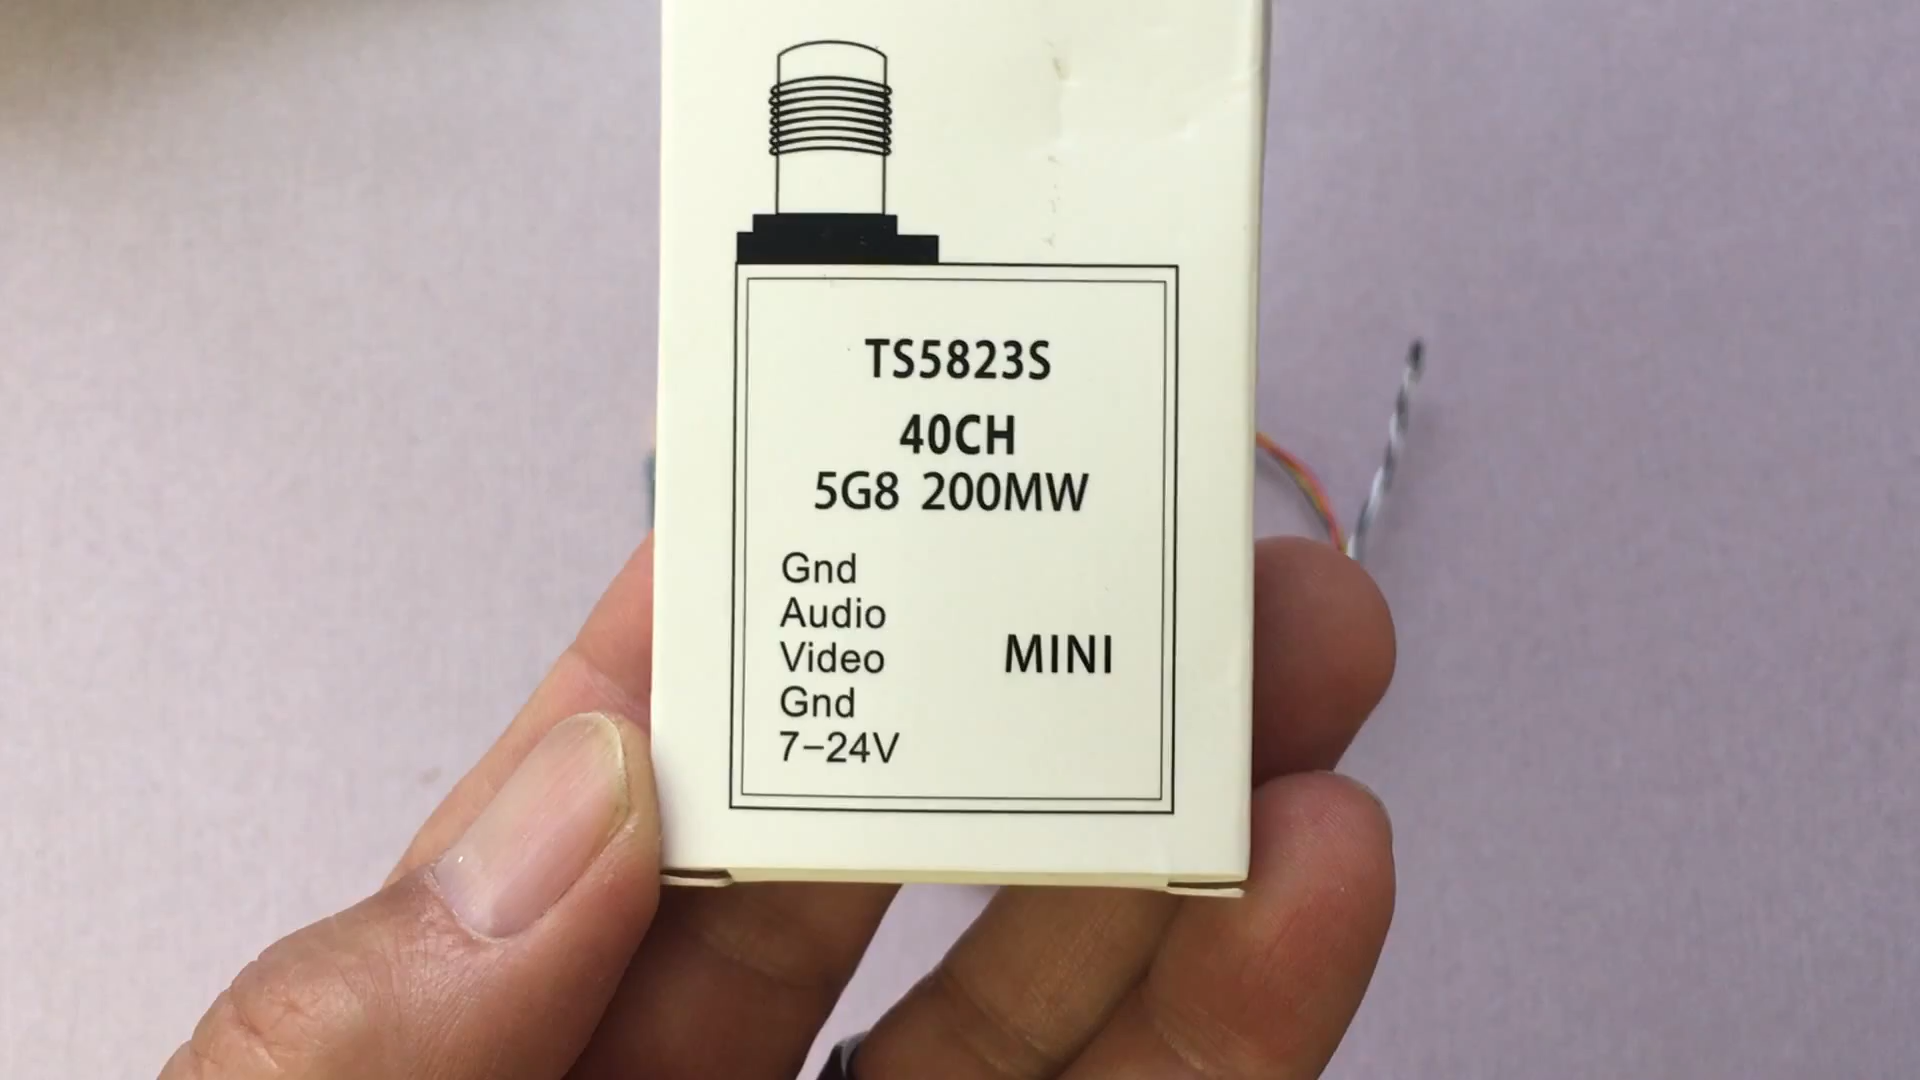 TS5823S
40CH
5G8 200MW
Gnd
Audio
Video
MINI
Gnd
7-24V